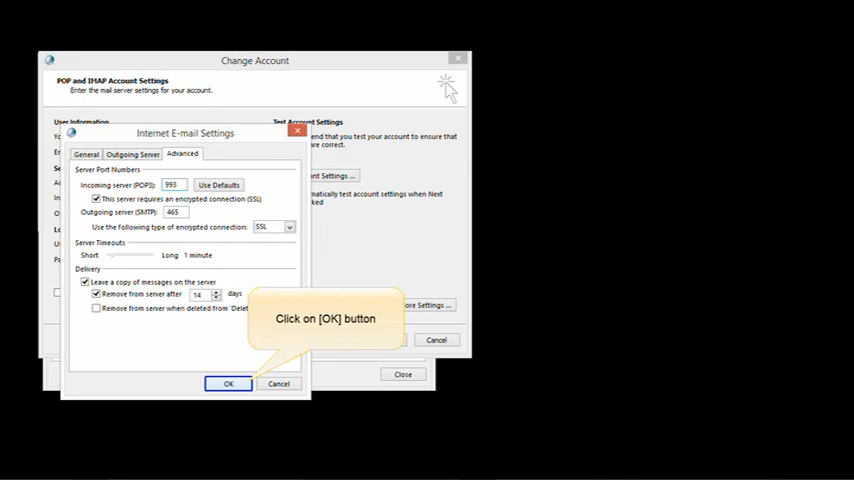 Change Account
POP and IMAP Account Settings
Enter the mail server settings for your account.
User Information
Test Account Settings
end that you test your account to ensure that
are correct.
nt Settings ...
matically test account settings when Next
ked
ore Settings ...
Cancel
Close
Internet E-mail Settings
General
Outgoing Server
Advanced
Server Port Numbers
Incoming server (POP3): 993 Use Defaults
This server requires an encrypted connection (SSL)
Outgoing server (SMTP): 465
Use the following type of encrypted connection: SSL
Server Timeouts
Short Long 1 minute
Delivery
Leave a copy of messages on the server
Remove from server after 14 days
Remove from server when deleted from 'Delet
OK
Cancel
Click on [OK] button